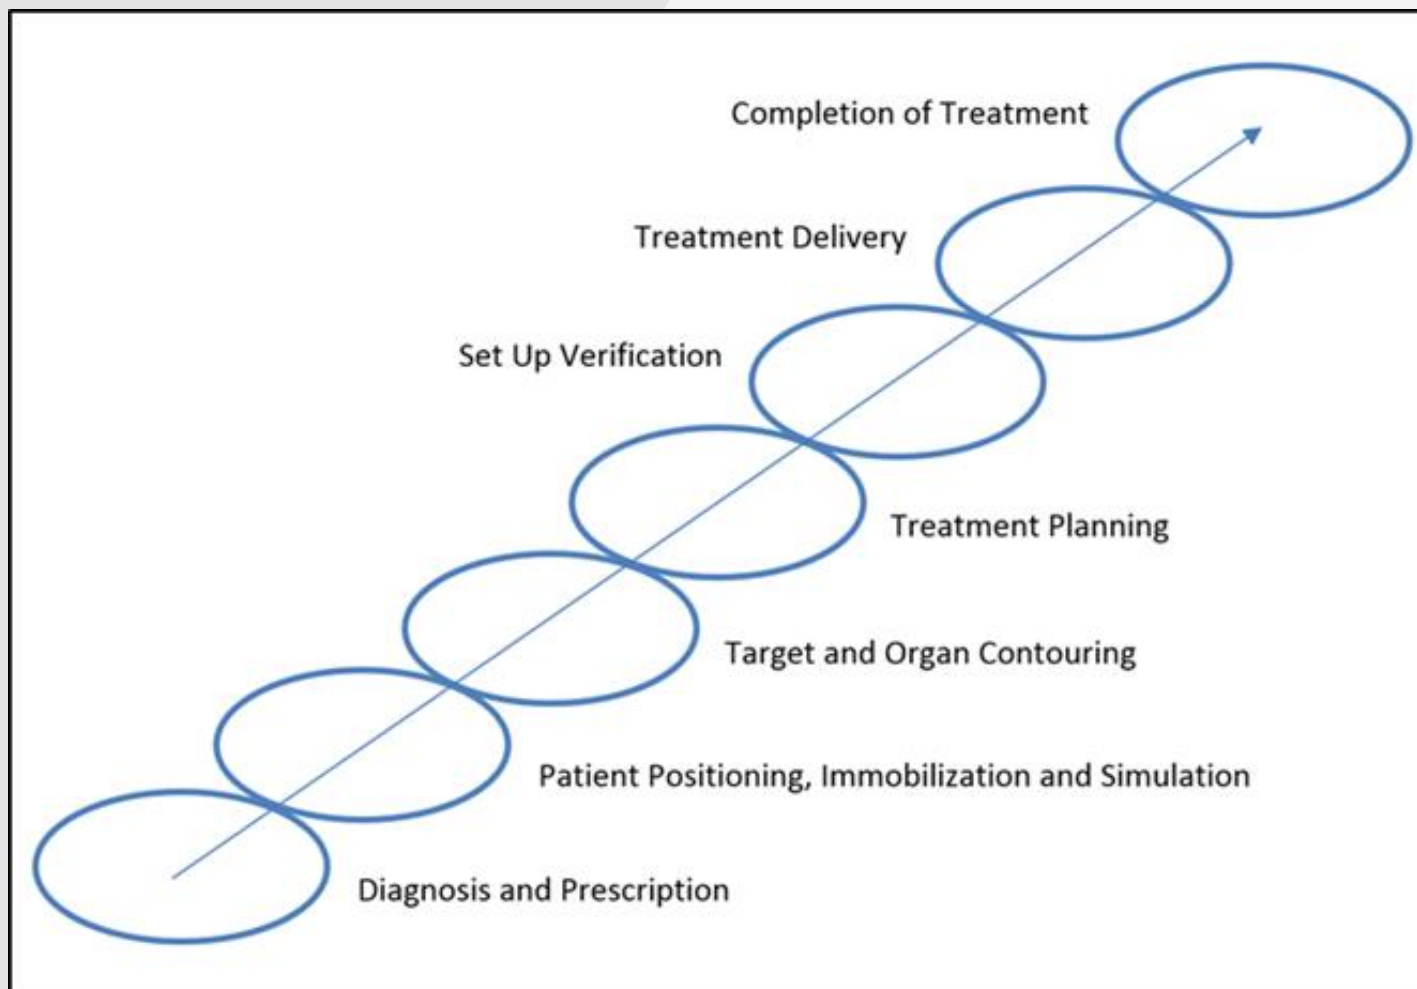 Completion of Treatment
Treatment Delivery
Set Up Verification
Treatment Planning
Target and Organ Contouring
Patient Positioning, Immobilization and Simulation
Diagnosis and Prescription